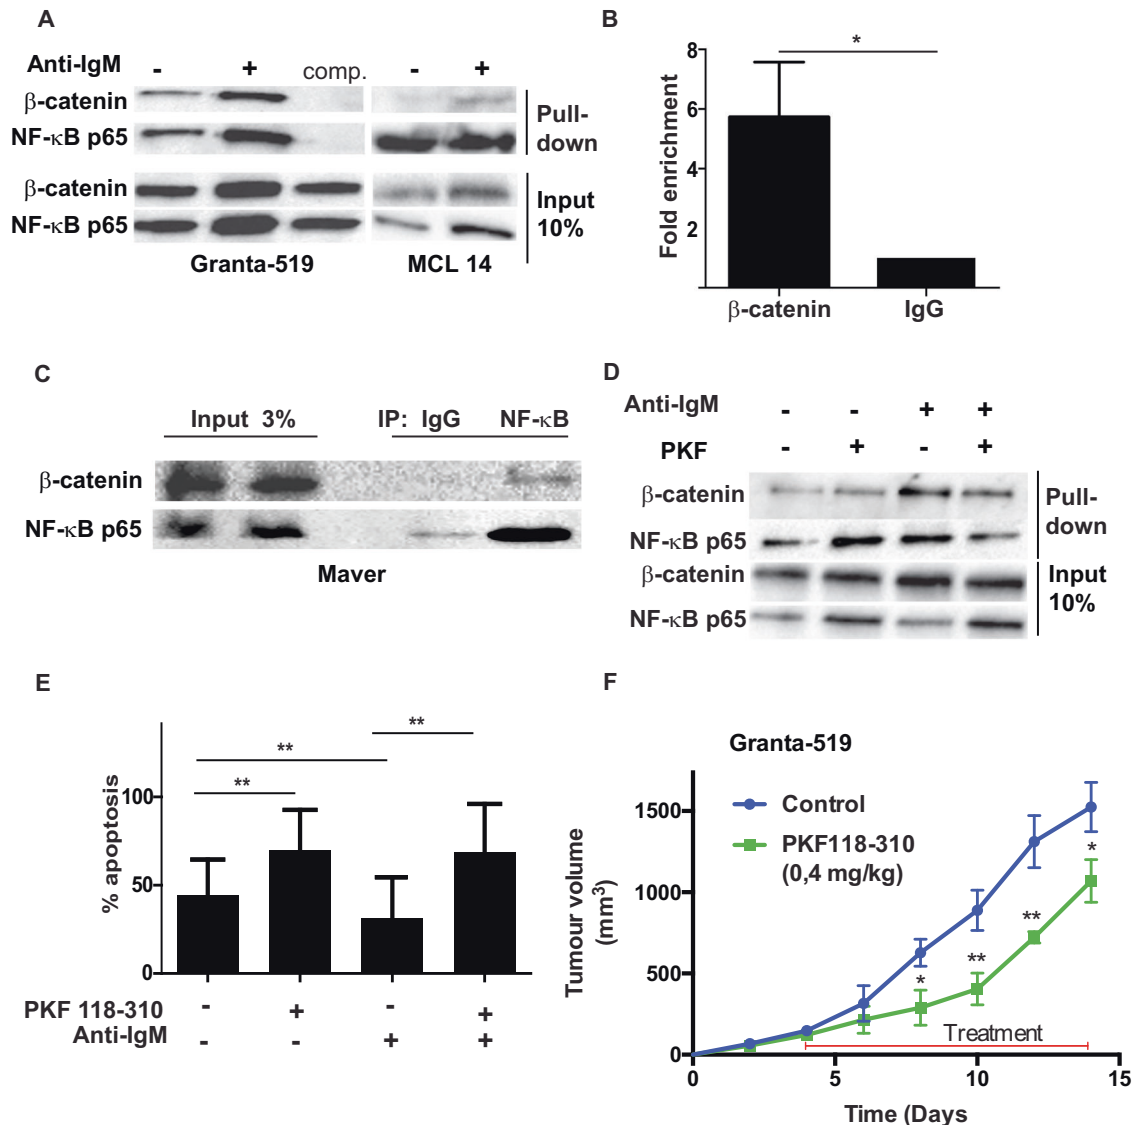 A
Anti-IgM - + comp. - +
β-catenin
NF-κB p65
Pull-
down
β-catenin
NF-κB p65
Input
10%
Granta-519 MCL 14
B
*
8
6
4
2
Fold enrichment
β-catenin IgG
C
Input 3% IP: IgG NF-κB
β-catenin
NF-κB p65
Maver
D
Anti-IgM - - + +
PKF - + - +
β-catenin
NF-κB p65
Pull-
down
β-catenin
NF-κB p65
Input
10%
E
**
**
**
100
50
0
% apoptosis
PKF 118-310 - + - +
Anti-IgM - - + +
F
Granta-519
Control
PKF118-310
(0,4 mg/kg)
1500
1000
500
0
Tumour volume
(mm3)
*
**
**
*
Treatment
0 5 10 15
Time (Days